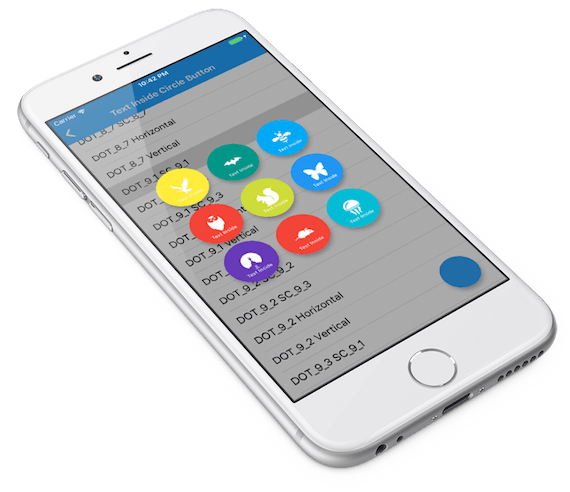 Carrier 10:42 PM
Text Inside Circle Button
DOT_8_7 SC_8_7
DOT_8_7 Horizontal
DOT_8_7 Vertical
DOT_9_1 SC_9_1
Text Inside
Text Inside
Text Inside
DOT_9_1 SC_9_3
Text Inside
Text Inside
Text Inside
Text Inside
DOT_9_1 Vertical
Text Inside
Text Inside
DOT_9_2 SC_9_2
DOT_9_2 SC_9_3
DOT_9_2 Horizontal
DOT_9_2 Vertical
DOT_9_3 SC_9_1